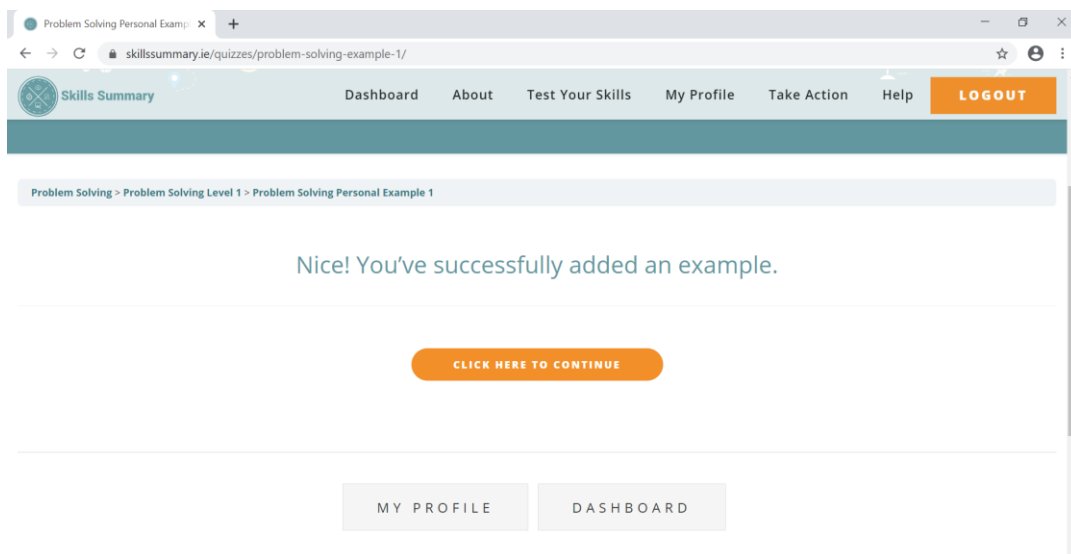 Problem Solving Personal Examp
skillssummary.ie/quizzes/problem-solving-example-1/
Skills Summary Dashboard About Test Your Skills My Profile Take Action Help LOGOUT
Problem Solving > Problem Solving Level 1 > Problem Solving Personal Example 1
Nice! You've successfully added an example.
CLICK HERE TO CONTINUE
MY PROFILE DASHBOARD